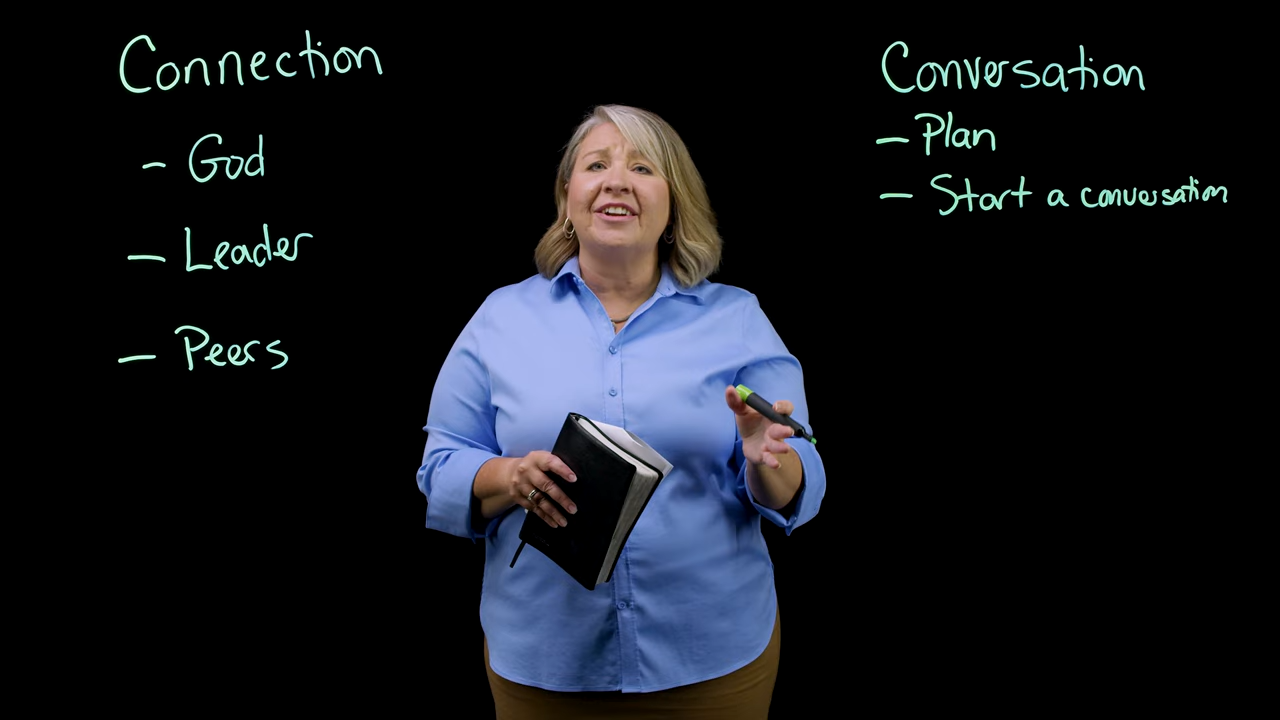 Connection
- God
- Leader
- Peers
Conversation
- Plan
- Start a conversation